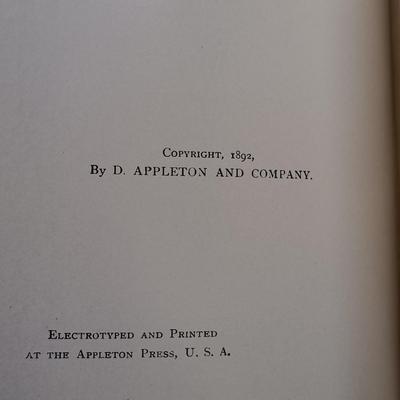 Copyright, 1892,
By D. APPLETON AND COMPANY.
Electrotyped and Printed
at the Appleton Press, U. S. A.